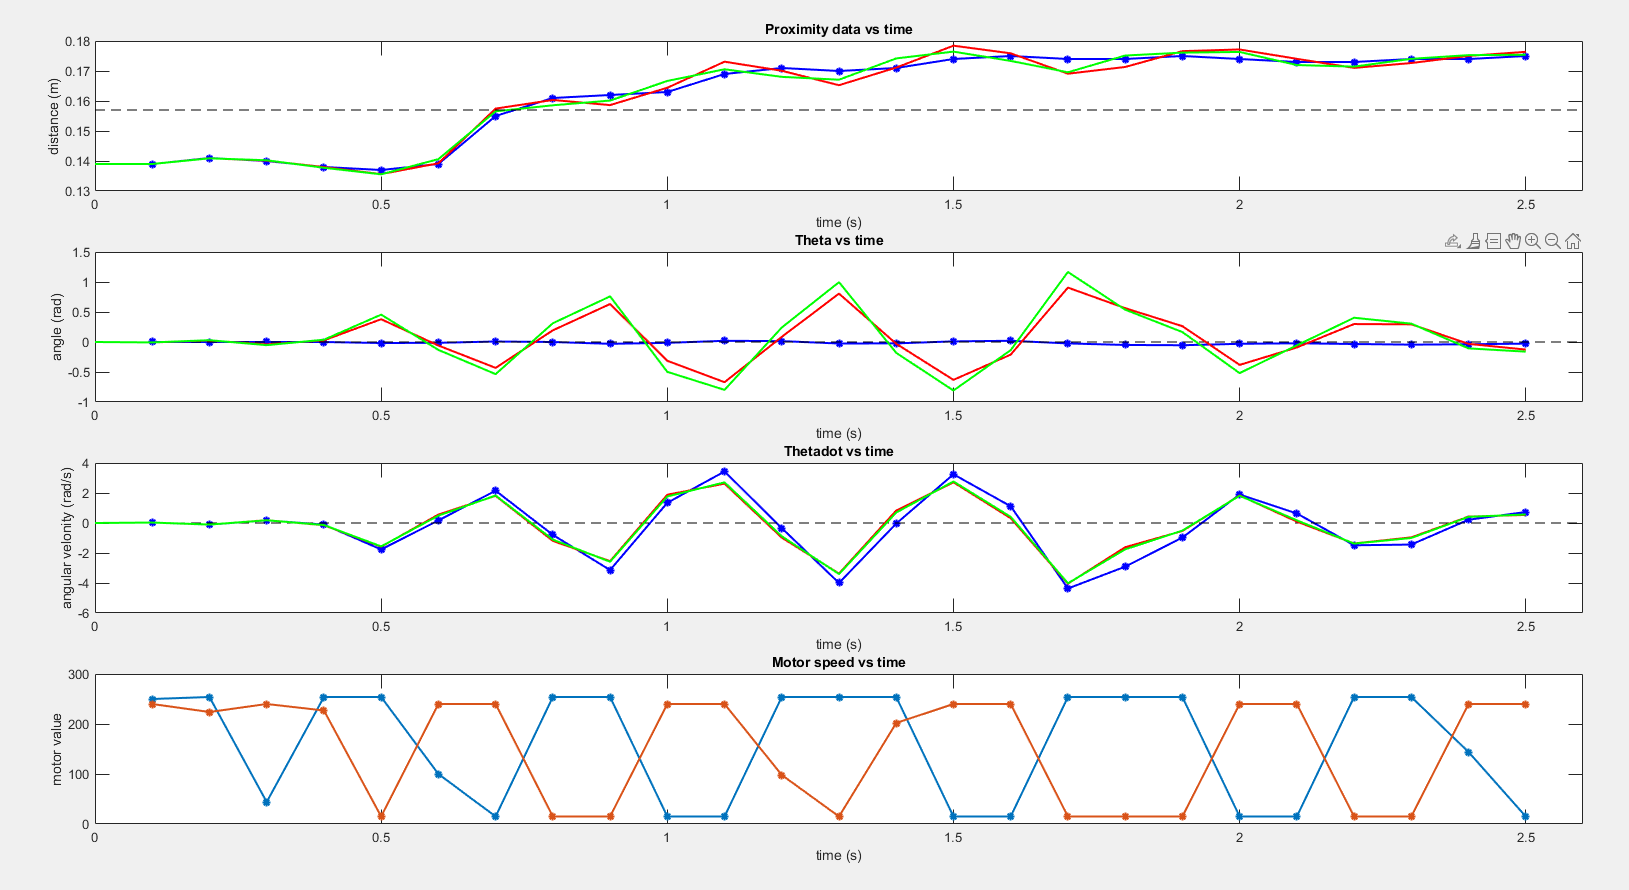 Proximity data vs time
distance (m)
0.18
0.17
0.16
0.15
0.14
0.13
0 0.5 1 1.5 2 2.5
time (s)
Theta vs time
angle (rad)
1.5
1
0.5
0
-0.5
-1
0 0.5 1 1.5 2 2.5
time (s)
Thetadot vs time
angular velonity (rad/s)
4
2
0
-2
-4
-6
0 0.5 1 1.5 2 2.5
time (s)
Motor speed vs time
motor value
300
200
100
0
0 0.5 1 1.5 2 2.5
time (s)